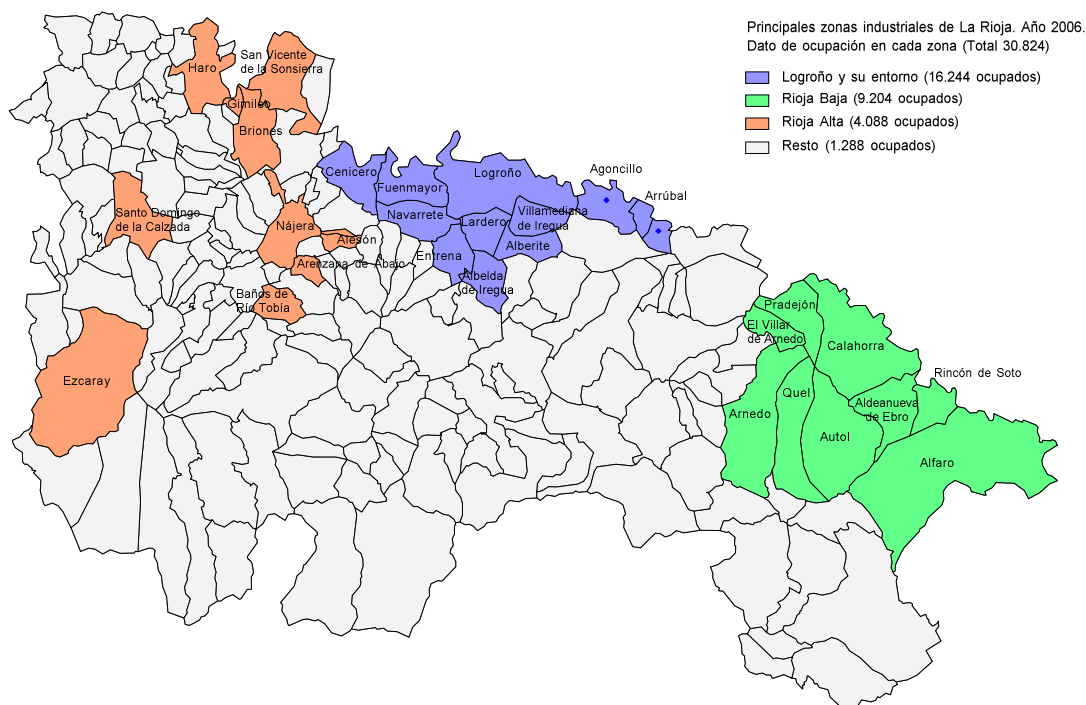 Principales zonas industriales de La Rioja. Año 2006.
Dato de ocupación en cada zona (Total 30.824)
Logroño y su entorno (16.244 ocupados)
Rioja Baja (9.204 ocupados)
Rioja Alta (4.088 ocupados)
Resto (1.288 ocupados)
San Vicente
de la Sonsierra
Haro
Gimileo
Briones
Cenicero
Fuenmayor
Logroño
Agoncillo
Arrúbal
Navarrete
Lardero
Villamediana
de Iregua
Alberite
Entrena
Albelda
de Iregua
Santo Domingo
de la Calzada
Nájera
Alesón
Arenzana de Abajo
Baños de
Río Tobía
Ezcaray
Pradejón
El Villar
de Arnedo
Calahorra
Rincón de Soto
Quel
Arnedo
Aldeanueva
de Ebro
Autol
Alfaro